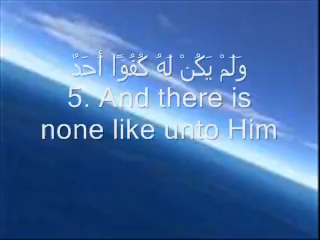 وَلَمْ يَكُنْ لَهُ كُفُوًا أَحَدٌ
5. And there is
none like unto Him